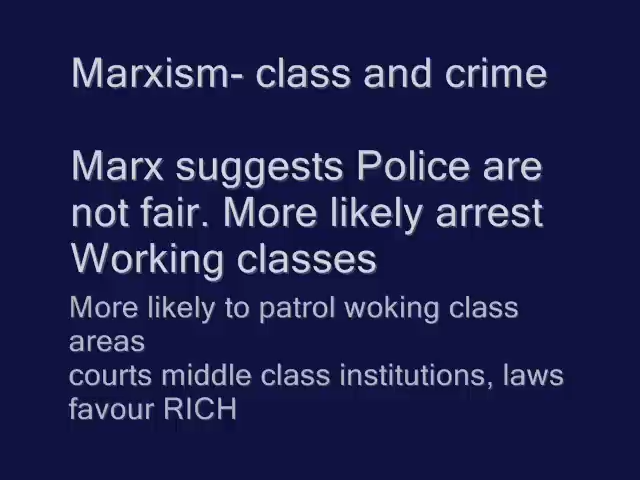 Marxism- class and crime
Marx suggests Police are
not fair. More likely arrest
Working classes
More likely to patrol woking class
areas
courts middle class institutions, laws
favour RICH